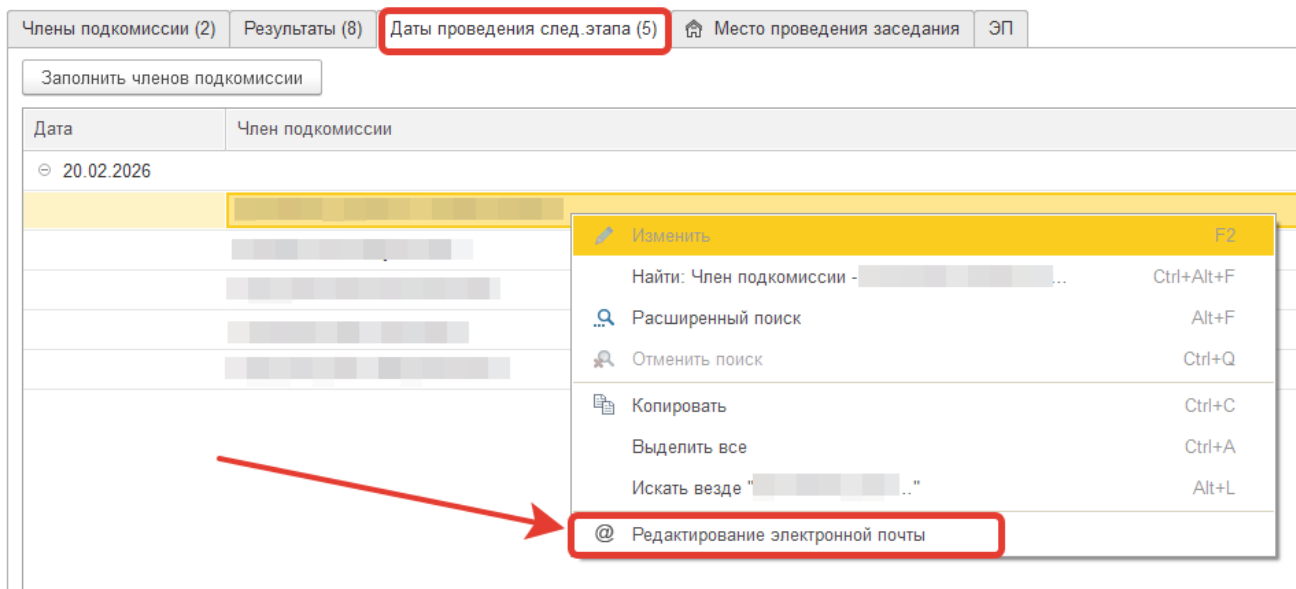 Члены подкомиссии (2) Результаты (8) Даты проведения след.этапа (5) Место проведения заседания ЭП
Заполнить членов подкомиссии
Дата Член подкомиссии
20.02.2026
Изменить F2
Найти: Член подкомиссии - ... Ctrl+Alt+F
Расширенный поиск Alt+F
Отменить поиск Ctrl+Q
Копировать Ctrl+C
Выделить все Ctrl+A
Искать везде " .." Alt+L
@ Редактирование электронной почты